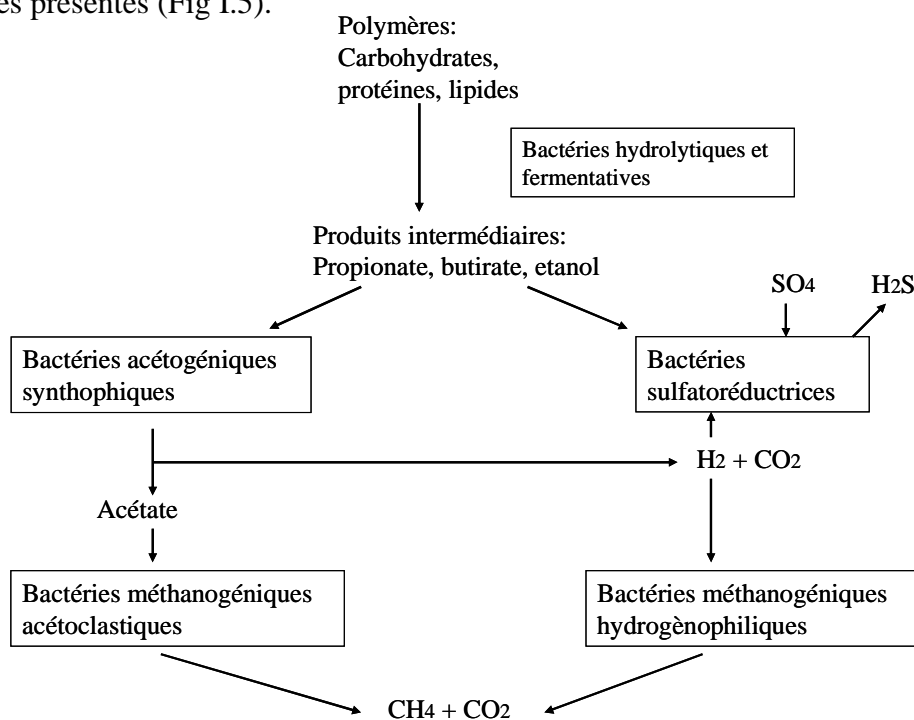 es présentes (Fig I.5).
Polymères:
Carbohydrates,
protéines, lipides
Bactéries hydrolytiques et
fermentatives
Produits intermédiaires:
Propionate, butirate, etanol
SO4
H2S
Bactéries acétogéniques
synthophiques
Bactéries
sulfatoréductrices
H2 + CO2
Acétate
Bactéries méthanogéniques
acétoclastiques
Bactéries méthanogéniques
hydrogènophiliques
CH4 + CO2